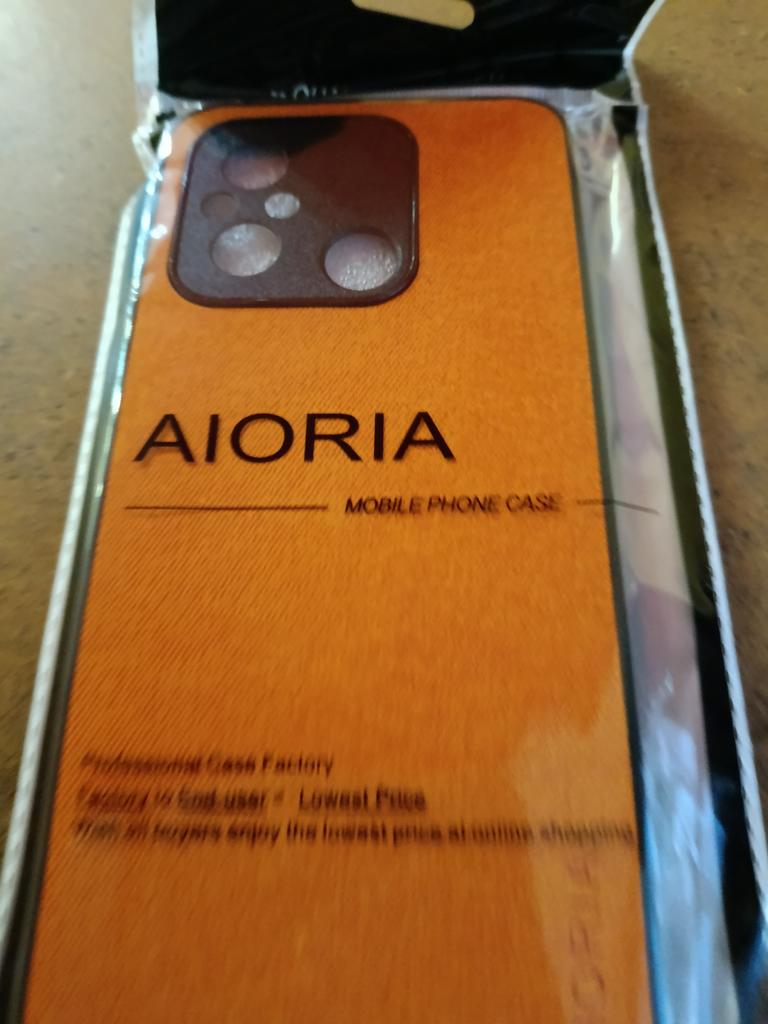 AIORIA
MOBILE PHONE CASE
Professional Case Factory
Factory to End-user = Lowest Price
all buyers enjoy the lowest price at online shopping